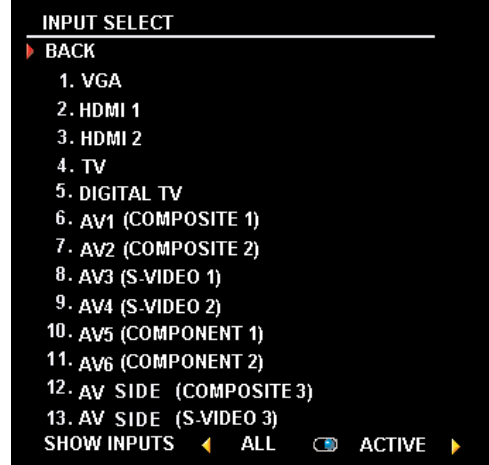 INPUT SELECT
BACK
1. VGA
2. HDMI 1
3. HDMI 2
4. TV
5. DIGITAL TV
6. AV1 (COMPOSITE 1)
7. AV2 (COMPOSITE 2)
8. AV3 (S-VIDEO 1)
9. AV4 (S-VIDEO 2)
10. AV5 (COMPONENT 1)
11. AV6 (COMPONENT 2)
12. AV SIDE (COMPOSITE 3)
13. AV SIDE (S-VIDEO 3)
SHOW INPUTS ALL ACTIVE